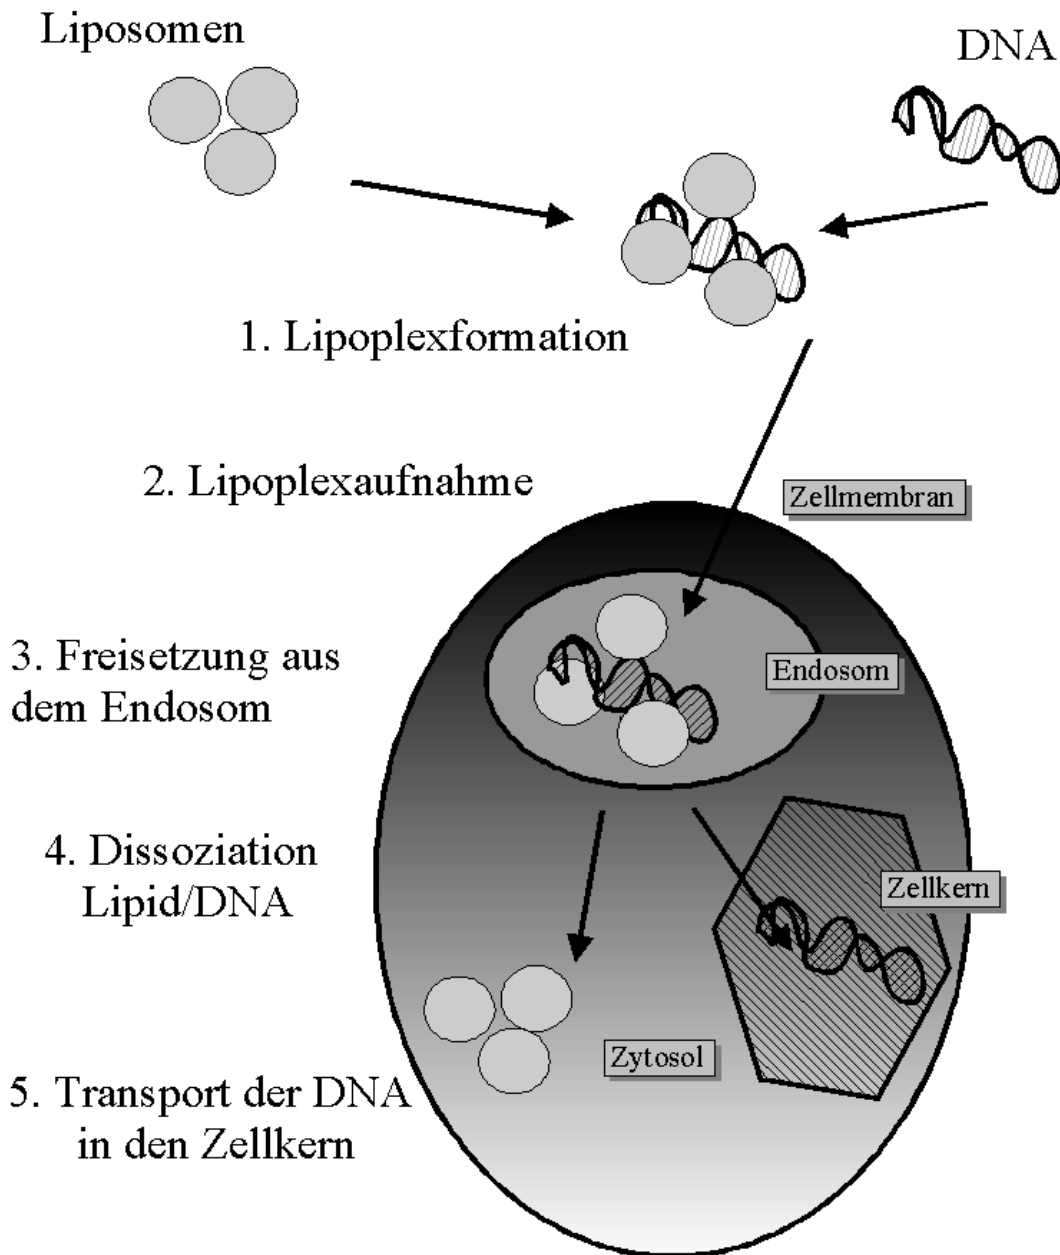 Liposomen
DNA
1. Lipoplexformation
2. Lipoplexaufnahme
Zellmembran
3. Freisetzung aus
dem Endosom
Endosom
4. Dissoziation
Lipid/DNA
Zellkern
Zytosol
5. Transport der DNA
in den Zellkern